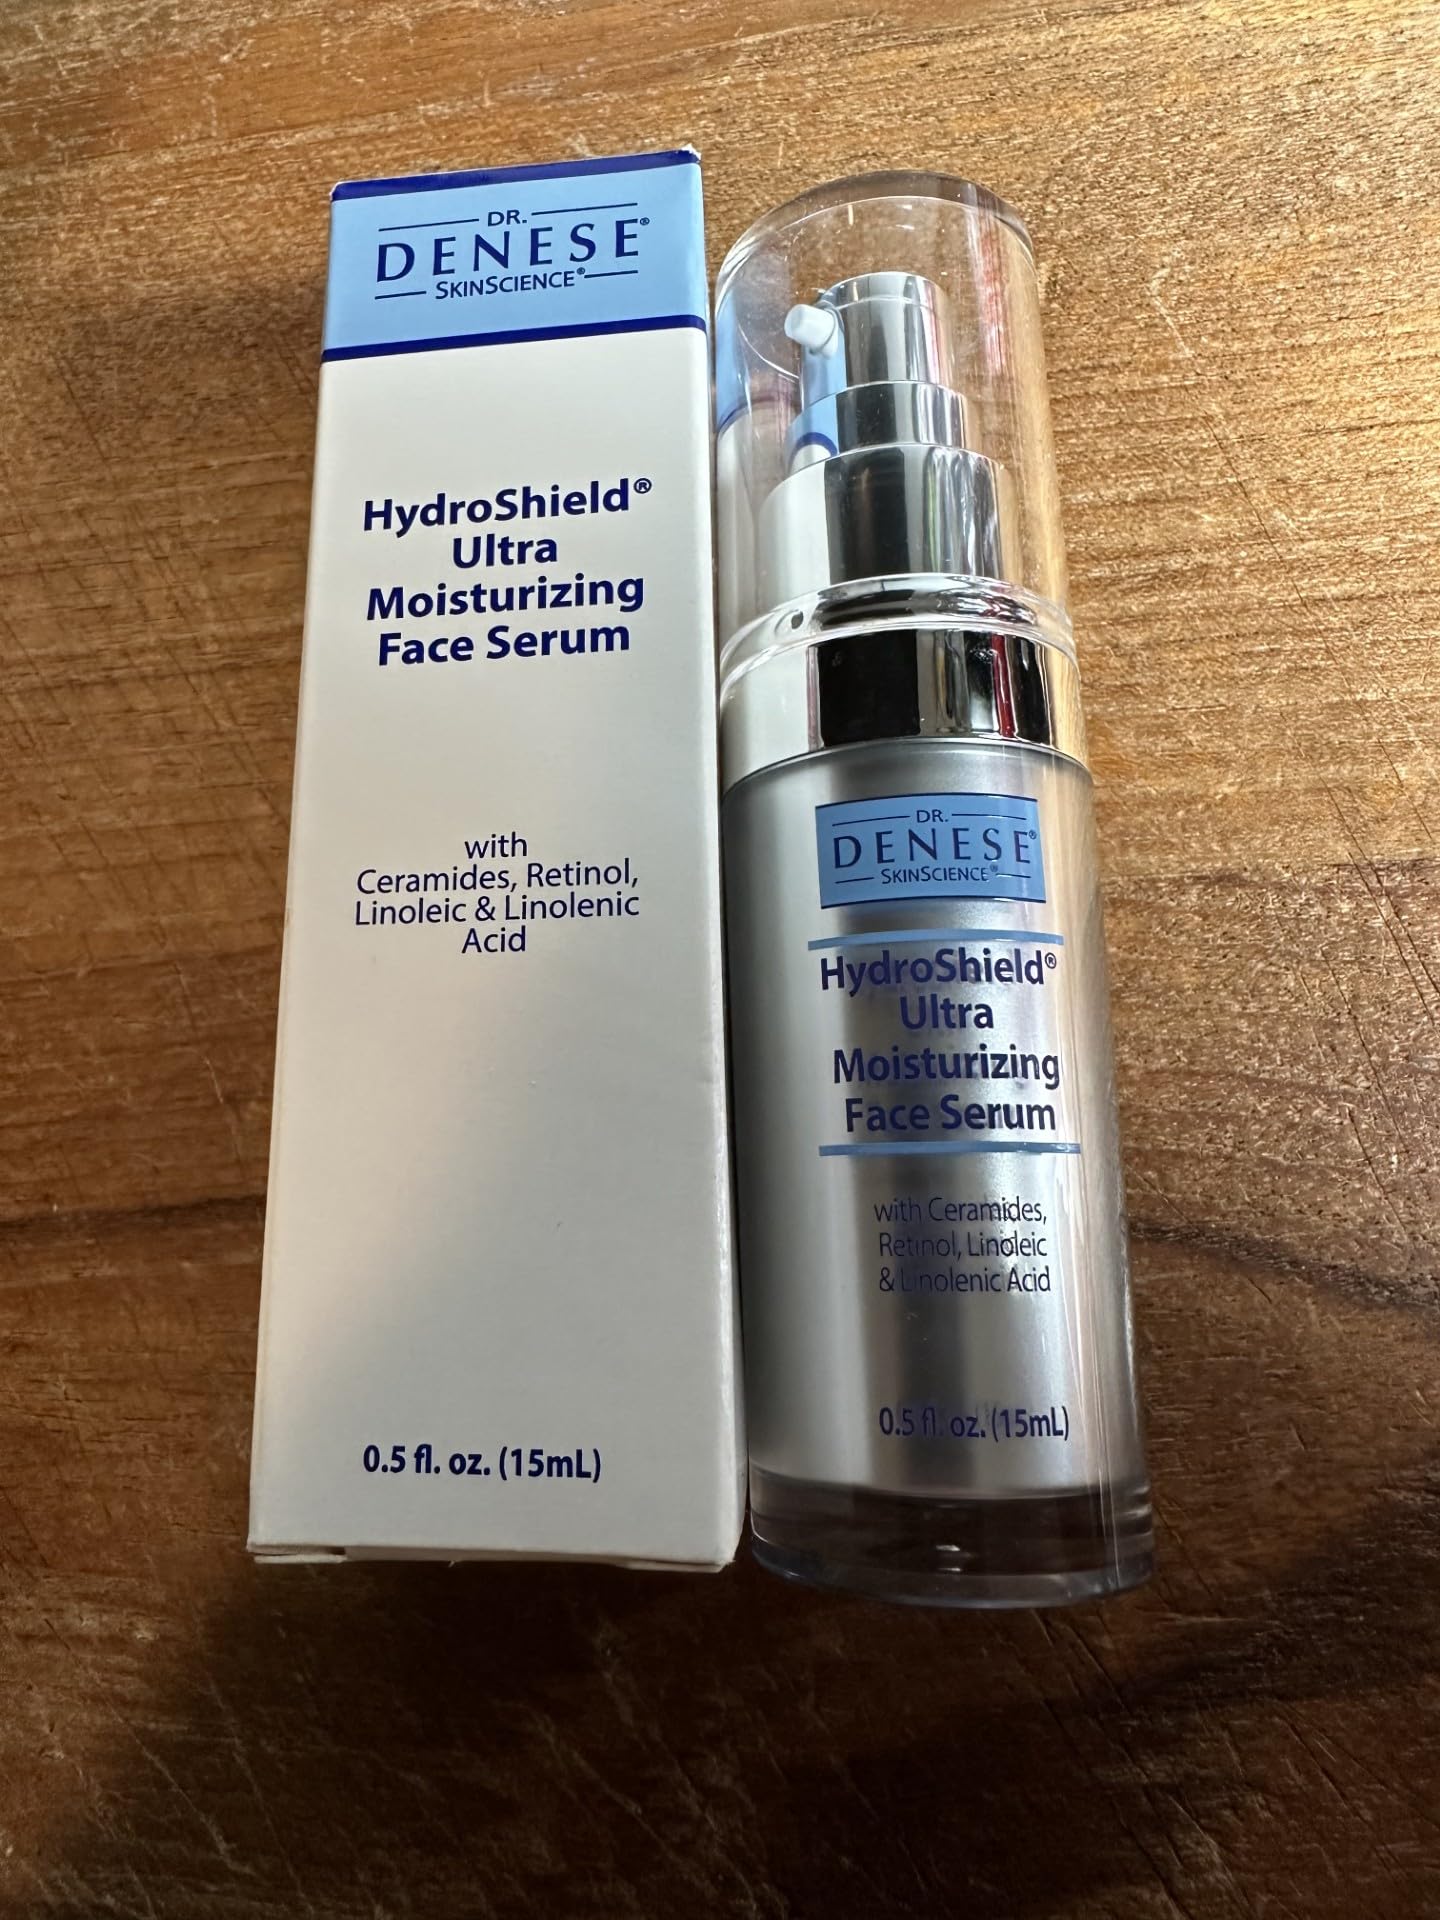 DR.
DENESE®
SKINSCIENCE®
HydroShield®
Ultra
Moisturizing
Face Serum
with
Ceramides, Retinol,
Linoleic & Linolenic
Acid
0.5 fl. oz. (15mL)
DR.
DENESE®
SKINSCIENCE®
HydroShield®
Ultra
Moisturizing
Face Serum
with Ceramides,
Retinol, Linoleic
& Linolenic Acid
0.5 fl. oz. (15mL)